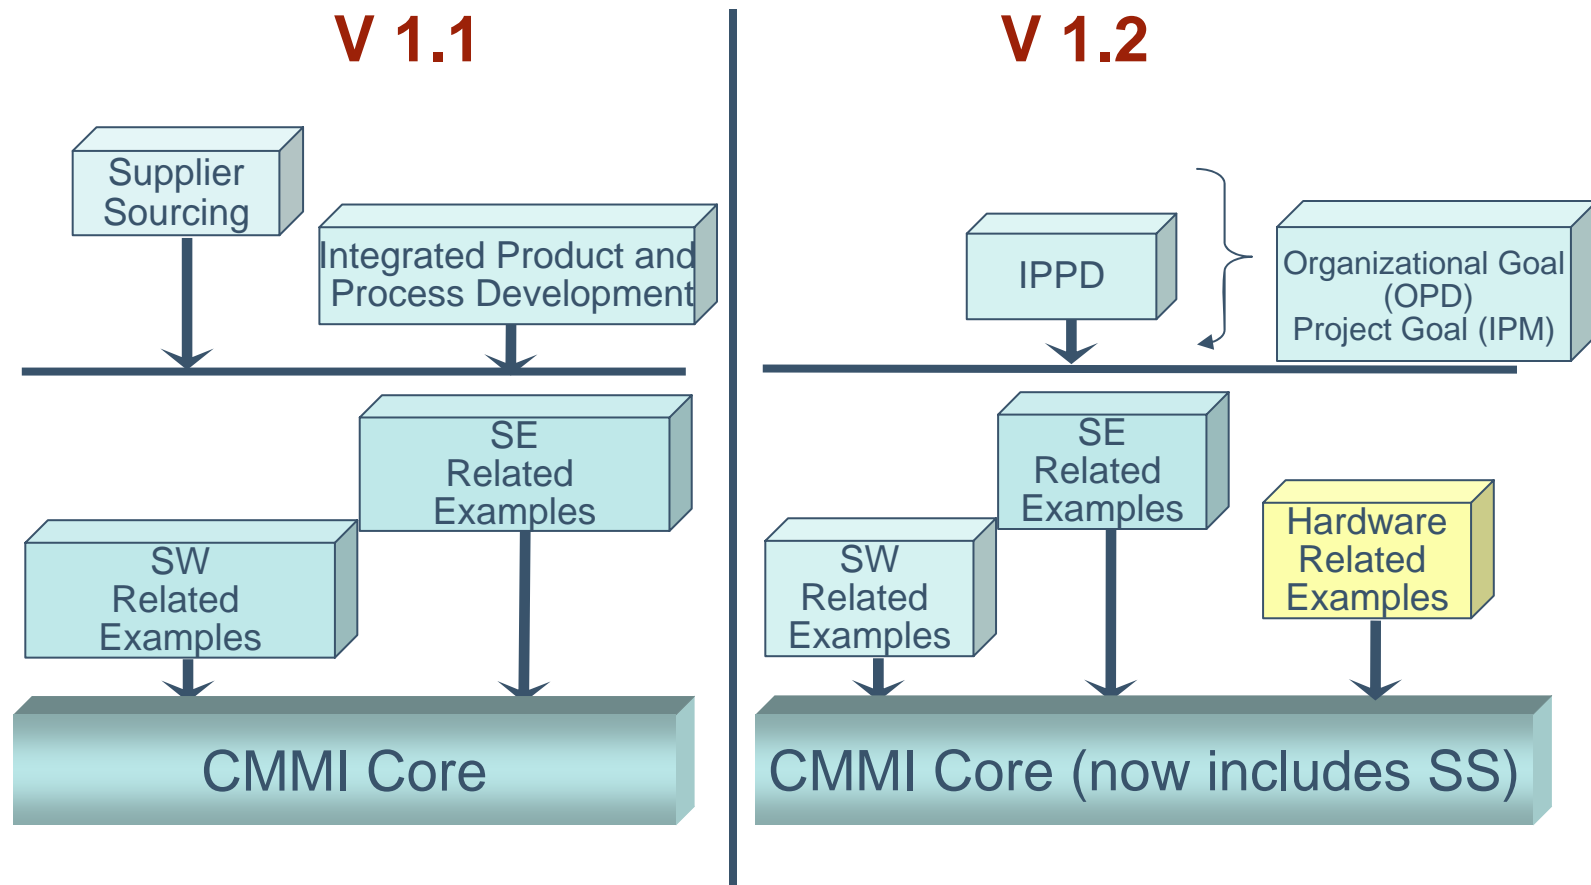 V 1.1
Supplier
Sourcing
Integrated Product and
Process Development
SE
Related
Examples
SW
Related
Examples
CMMI Core
V 1.2
IPPD
Organizational Goal
(OPD)
Project Goal (IPM)
SE
Related
Examples
Hardware
Related
Examples
SW
Related
Examples
CMMI Core (now includes SS)